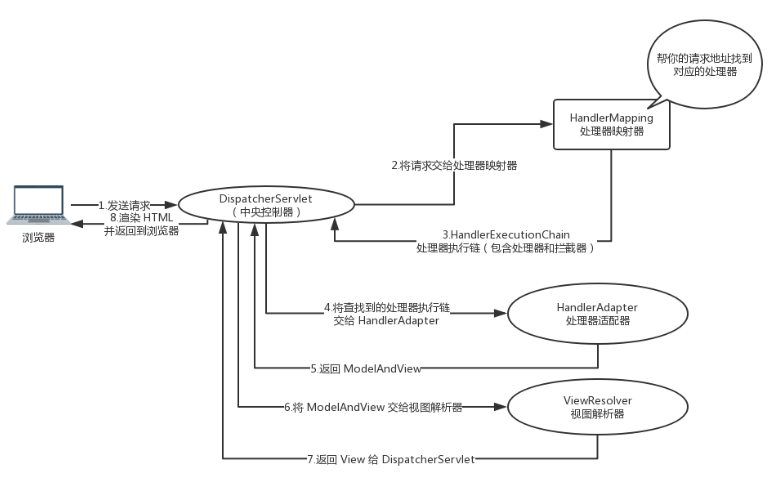 帮你的请求地址找到
对应的处理器
HandlerMapping
处理器映射器
2.将请求交给处理器映射器
1.发送请求
8.渲染 HTML
并返回到浏览器
浏览器
DispatcherServlet
（中央控制器）
3.HandlerExecutionChain
处理器执行链（包含处理器和拦截器）
4.将查找到的处理器执行链
交给 HandlerAdapter
HandlerAdapter
处理器适配器
5.返回 ModelAndView
6.将 ModelAndView 交给视图解析器
ViewResolver
视图解析器
7.返回 View 给 DispatcherServlet